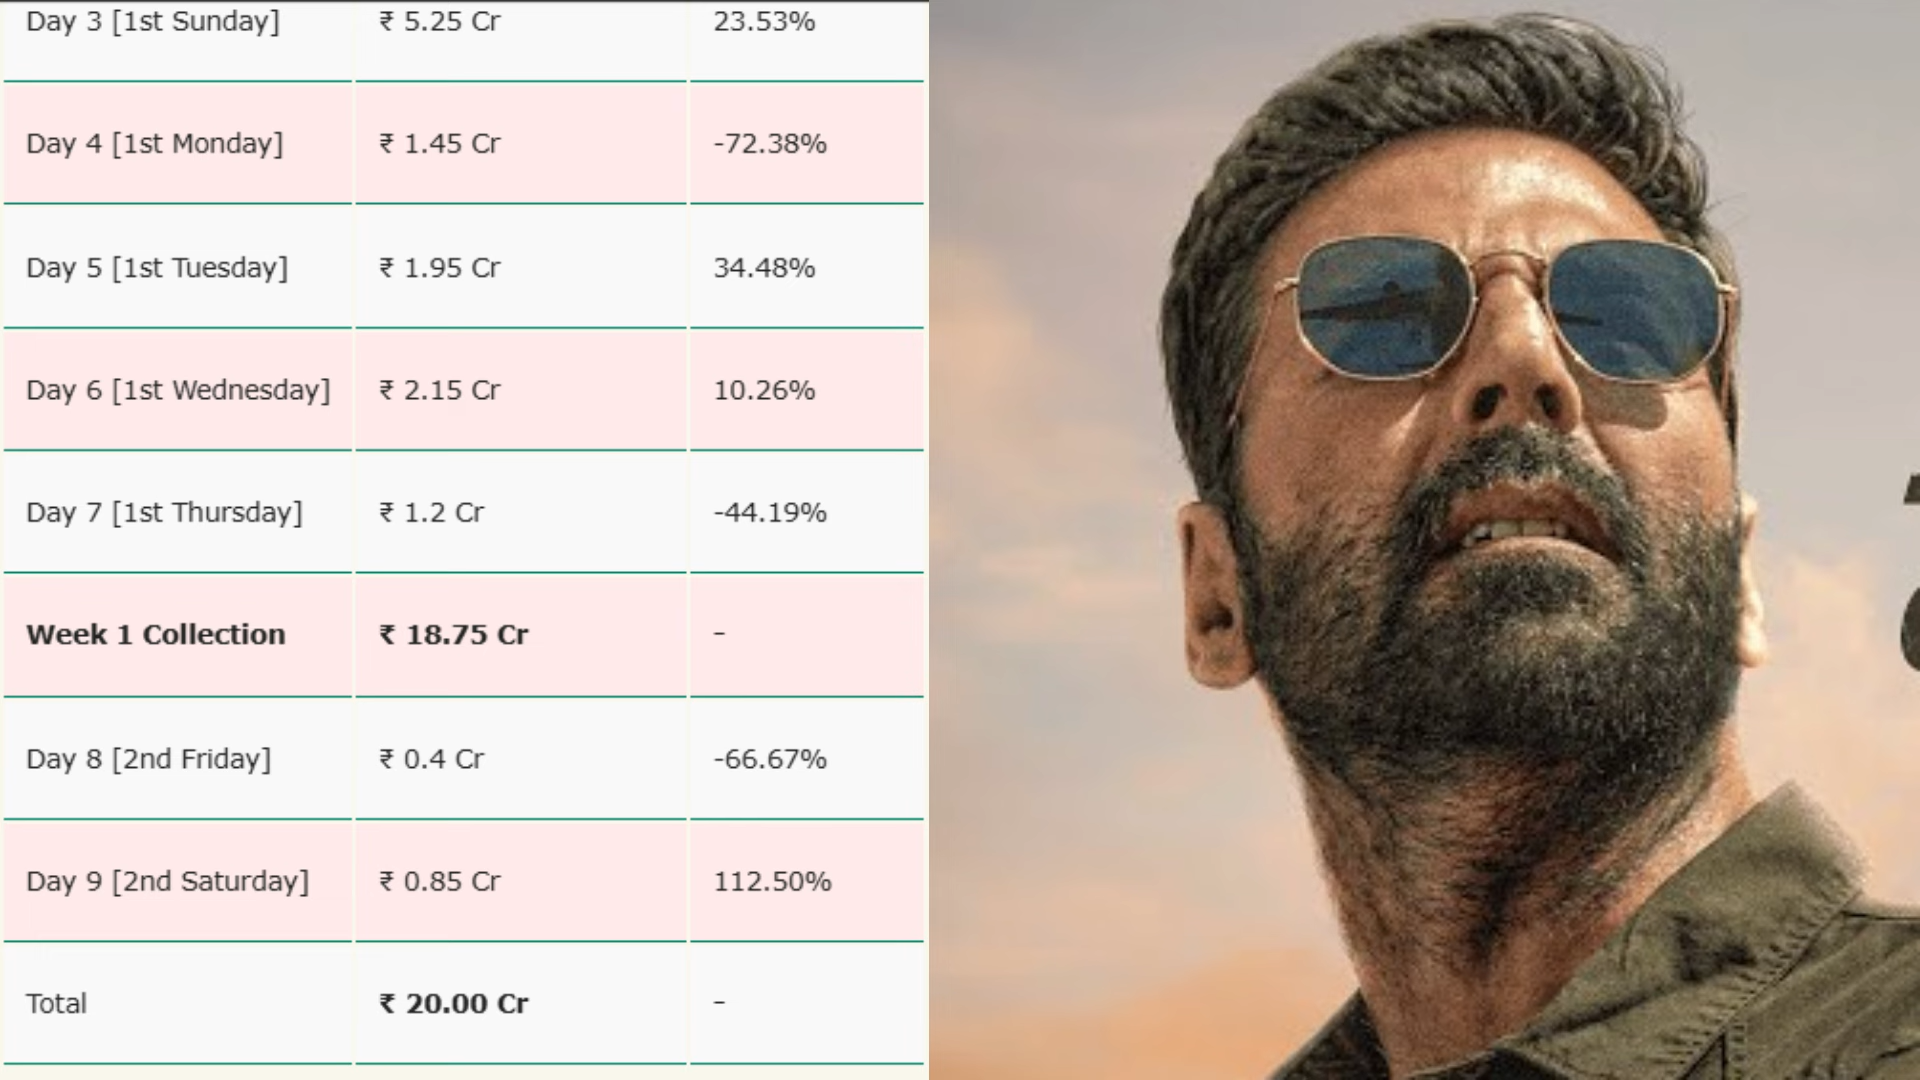 Day 3 [1st Sunday] ₹ 5.25 Cr 23.53%
Day 4 [1st Monday] ₹ 1.45 Cr -72.38%
Day 5 [1st Tuesday] ₹ 1.95 Cr 34.48%
Day 6 [1st Wednesday] ₹ 2.15 Cr 10.26%
Day 7 [1st Thursday] ₹ 1.2 Cr -44.19%
Week 1 Collection ₹ 18.75 Cr -
Day 8 [2nd Friday] ₹ 0.4 Cr -66.67%
Day 9 [2nd Saturday] ₹ 0.85 Cr 112.50%
Total ₹ 20.00 Cr -